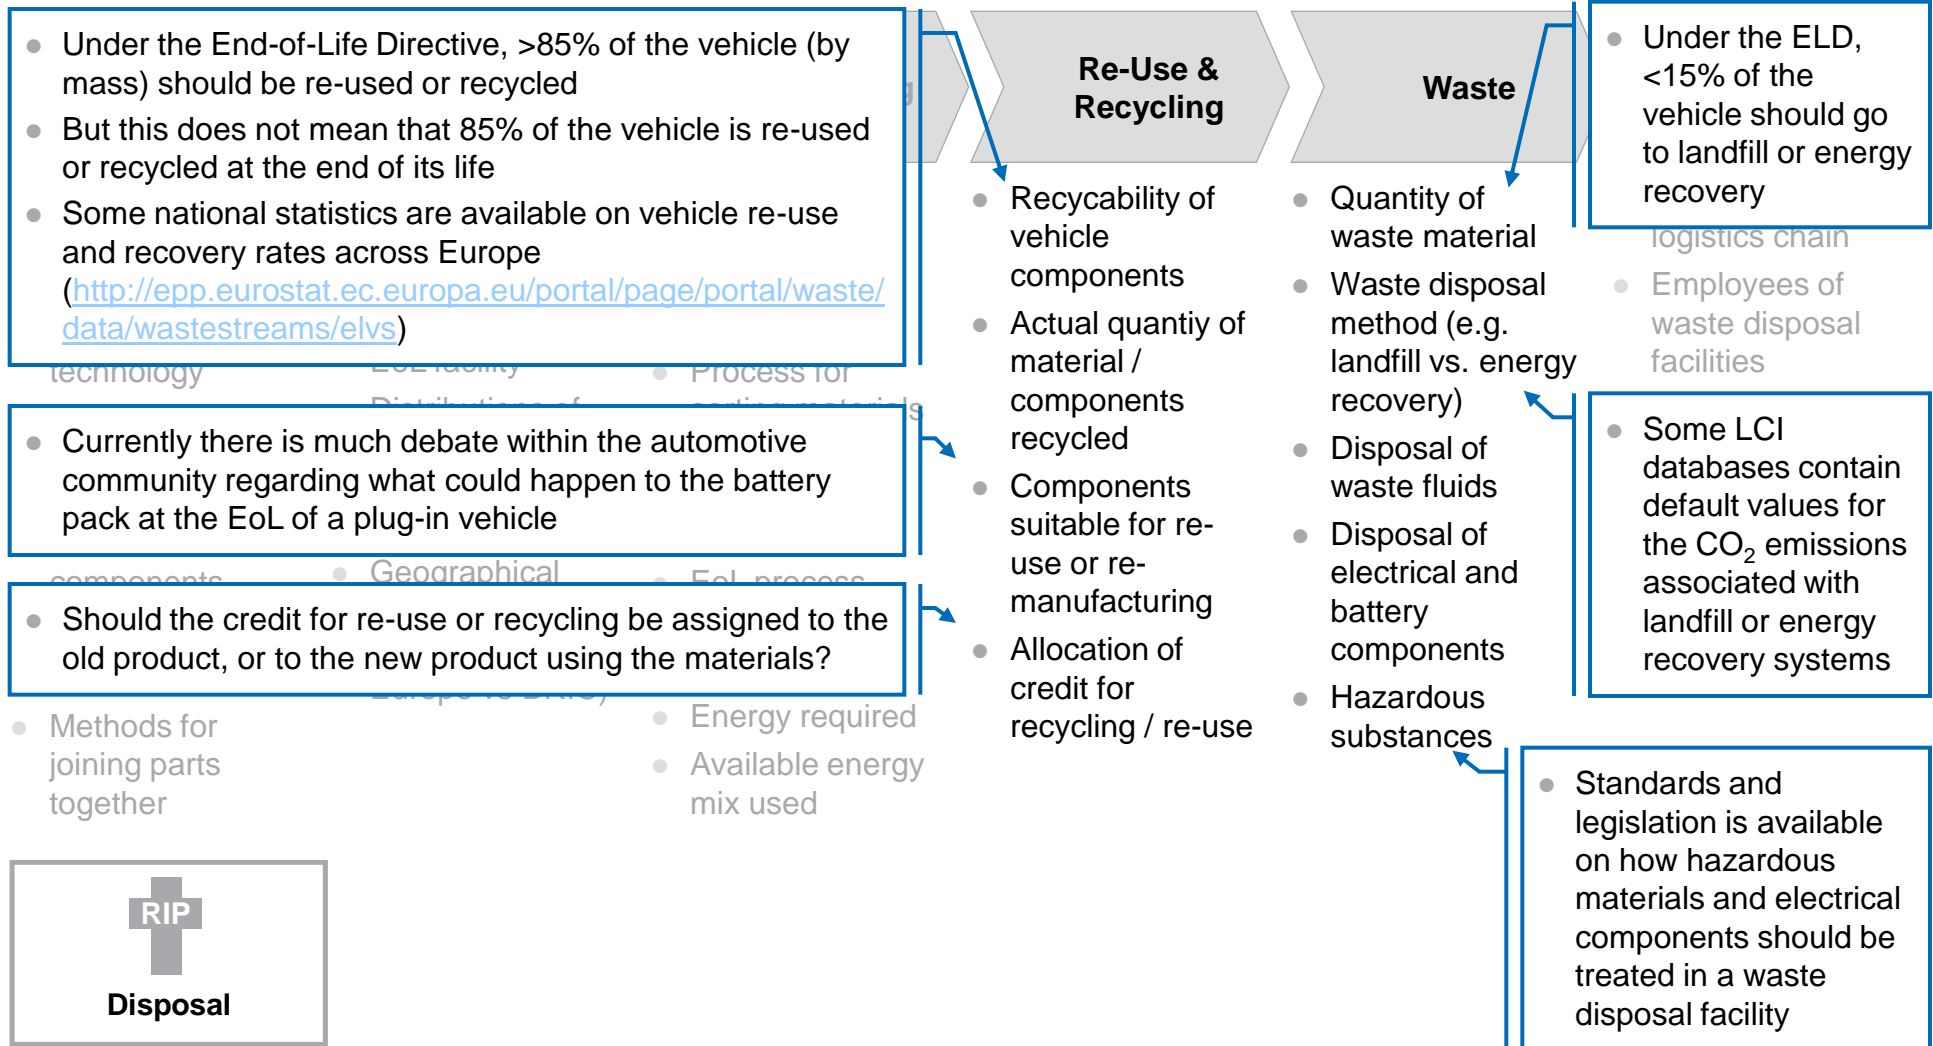 ● Under the End-of-Life Directive, >85% of the vehicle (by
mass) should be re-used or recycled
● But this does not mean that 85% of the vehicle is re-used
or recycled at the end of its life
● Some national statistics are available on vehicle re-use
and recovery rates across Europe
(http://epp.eurostat.ec.europa.eu/portal/page/portal/waste/
data/wastestreams/elvs)
technology
EoL facility
● Process for
sorting materials
Distributions of
● Currently there is much debate within the automotive
community regarding what could happen to the battery
pack at the EoL of a plug-in vehicle
components
● Geographical
● EoL process
● Should the credit for re-use or recycling be assigned to the
old product, or to the new product using the materials?
● Methods for
joining parts
together
● Energy required
● Available energy
mix used
Re-Use &
Recycling
● Recycability of
vehicle
components
● Actual quantiy of
material /
components
recycled
● Components
suitable for re-
use or re-
manufacturing
● Allocation of
credit for
recycling / re-use
Waste
● Quantity of
waste material
● Waste disposal
method (e.g.
landfill vs. energy
recovery)
● Disposal of
waste fluids
● Disposal of
electrical and
battery
components
● Hazardous
substances
● Under the ELD,
<15% of the
vehicle should go
to landfill or energy
recovery
logistics chain
● Employees of
waste disposal
facilities
● Some LCI
databases contain
default values for
the CO₂ emissions
associated with
landfill or energy
recovery systems
● Standards and
legislation is available
on how hazardous
materials and electrical
components should be
treated in a waste
disposal facility
RIP
Disposal